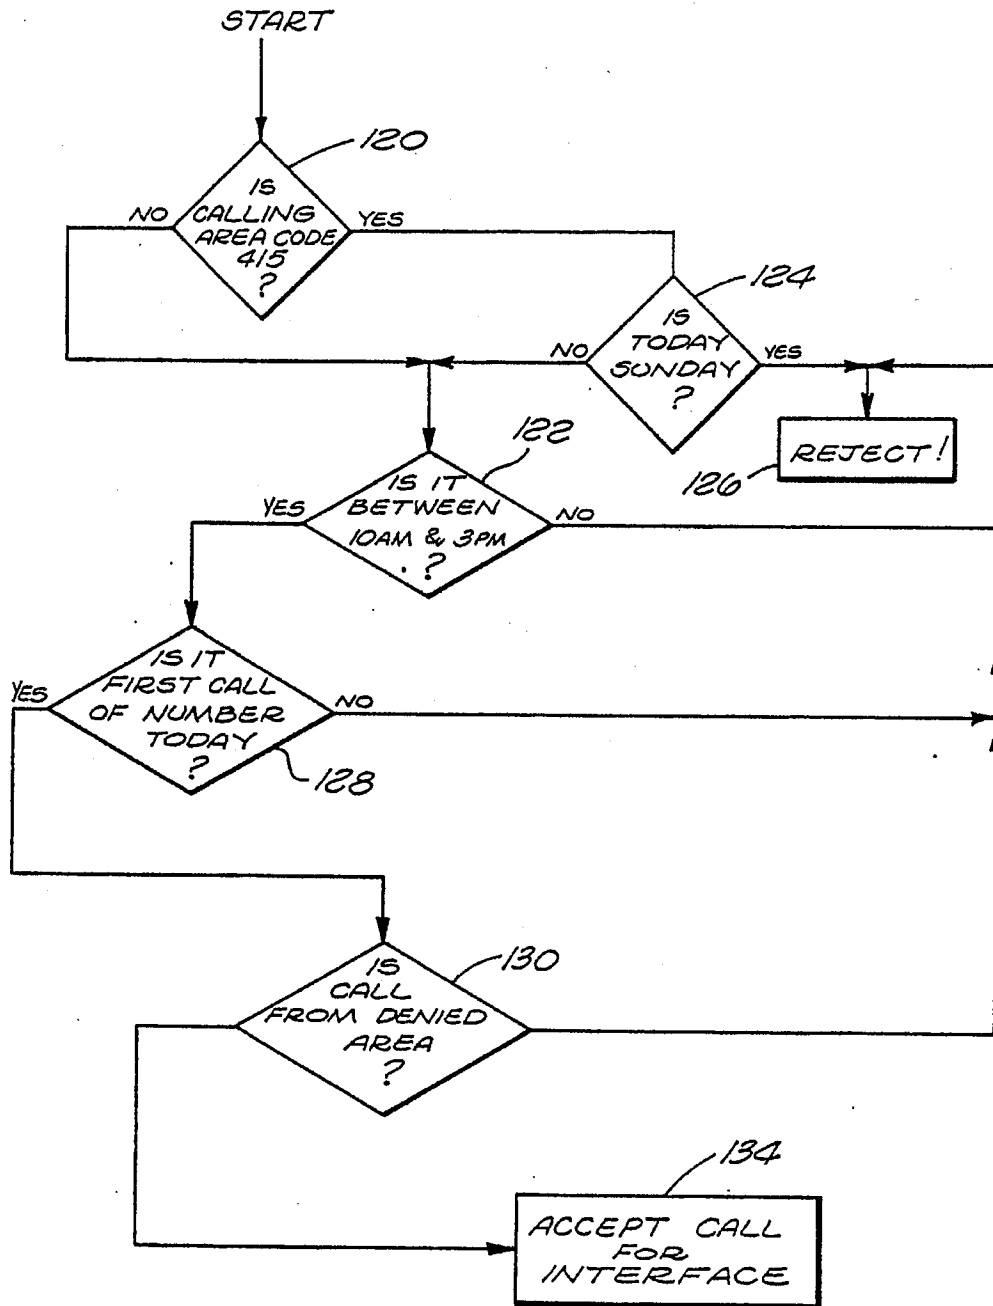 START
120
IS
CALLING
AREA CODE
415
?
NO
YES
124
IS
TODAY
SUNDAY
?
NO
YES
REJECT!
126
122
IS IT
BETWEEN
10AM & 3PM
?
YES
NO
IS IT
FIRST CALL
OF NUMBER
TODAY
?
YES
NO
128
130
IS
CALL
FROM DENIED
AREA
?
134
ACCEPT CALL
FOR
INTERFACE